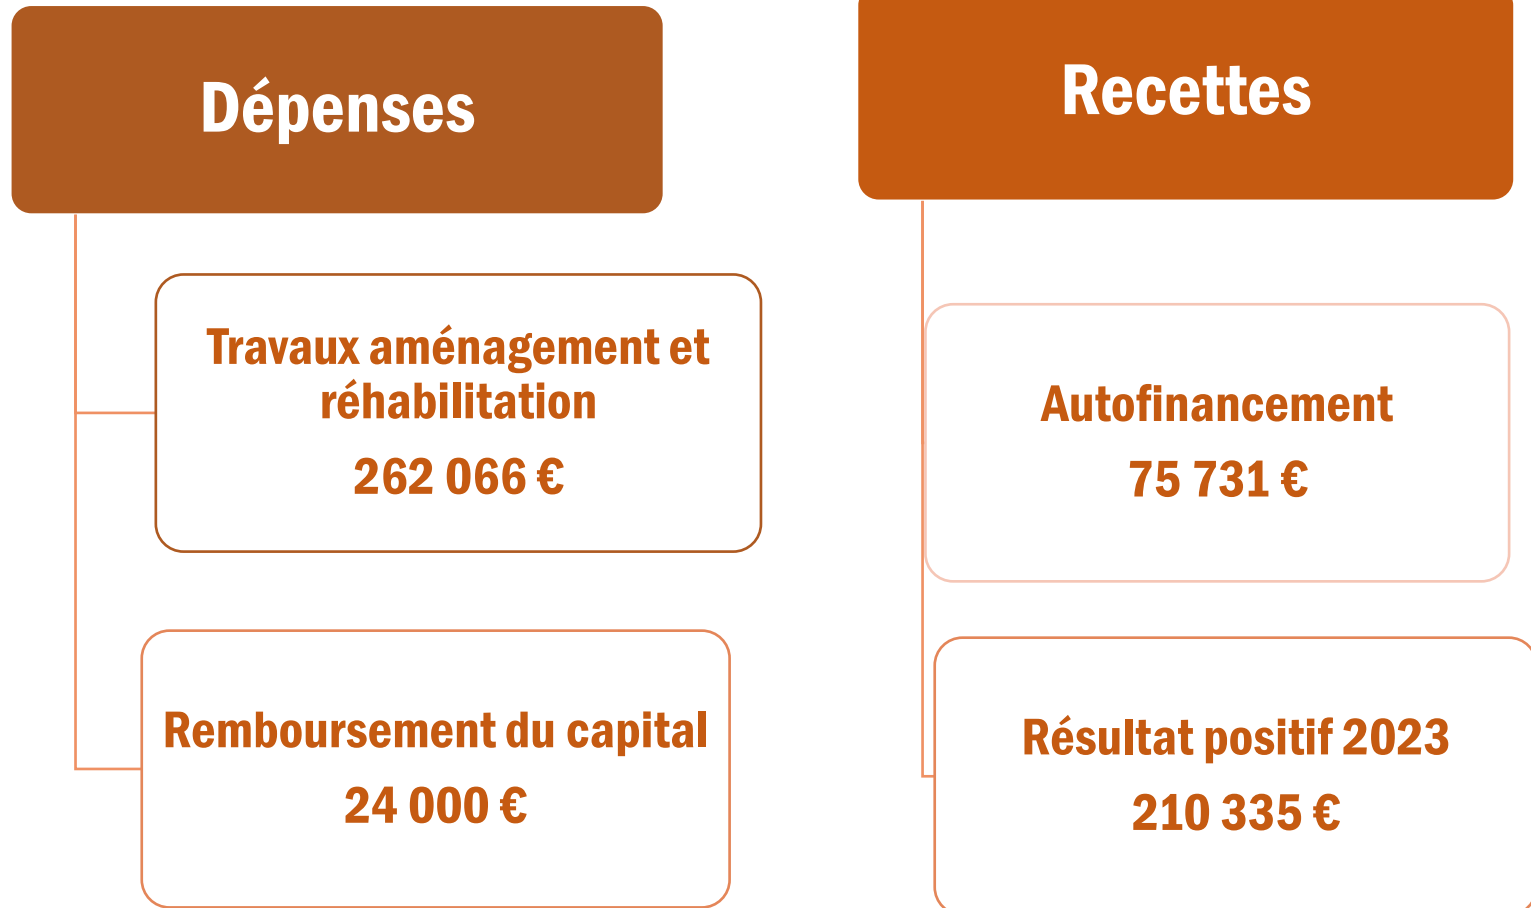 Dépenses
Travaux aménagement et
réhabilitation
262 066 €
Remboursement du capital
24 000 €
Recettes
Autofinancement
75 731 €
Résultat positif 2023
210 335 €